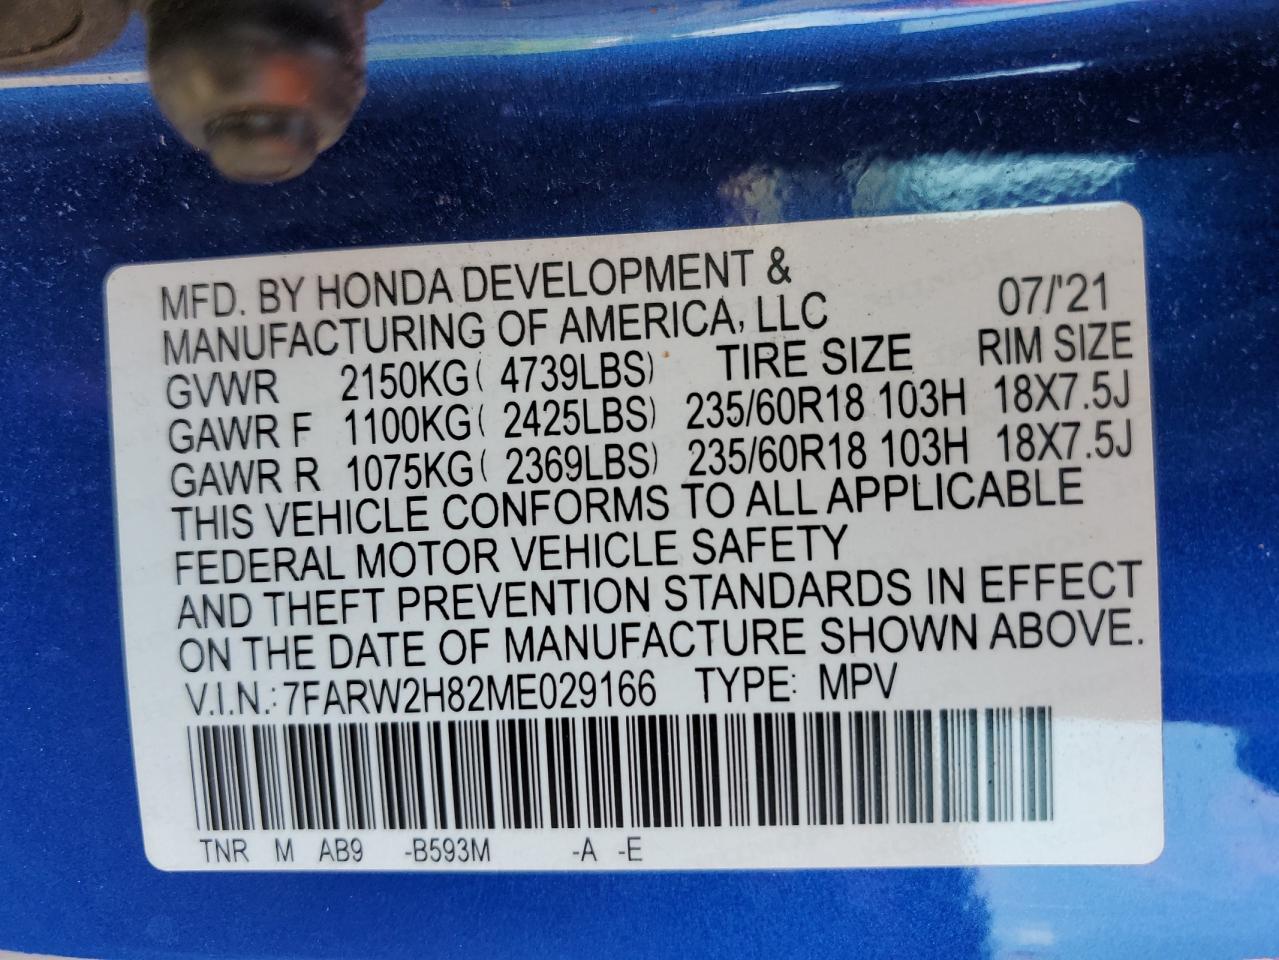 MFD. BY HONDA DEVELOPMENT &
MANUFACTURING OF AMERICA, LLC 07/'21
GVWR 2150KG( 4739LBS) TIRE SIZE RIM SIZE
GAWR F 1100KG( 2425LBS) 235/60R18 103H 18X7.5J
GAWR R 1075KG( 2369LBS) 235/60R18 103H 18X7.5J
THIS VEHICLE CONFORMS TO ALL APPLICABLE
FEDERAL MOTOR VEHICLE SAFETY
AND THEFT PREVENTION STANDARDS IN EFFECT
ON THE DATE OF MANUFACTURE SHOWN ABOVE.
V.I.N.: 7FARW2H82ME029166 TYPE: MPV
TNR M AB9 -B593M -A -E